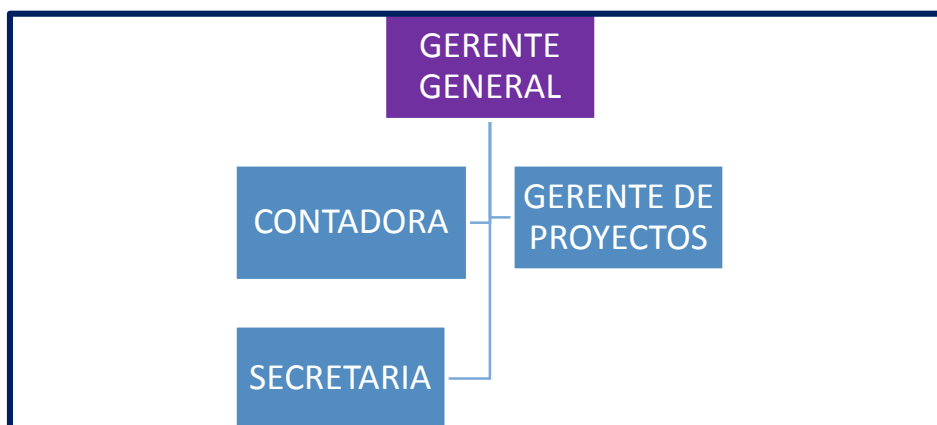 GERENTE
GENERAL
CONTADORA
GERENTE DE
PROYECTOS
SECRETARIA